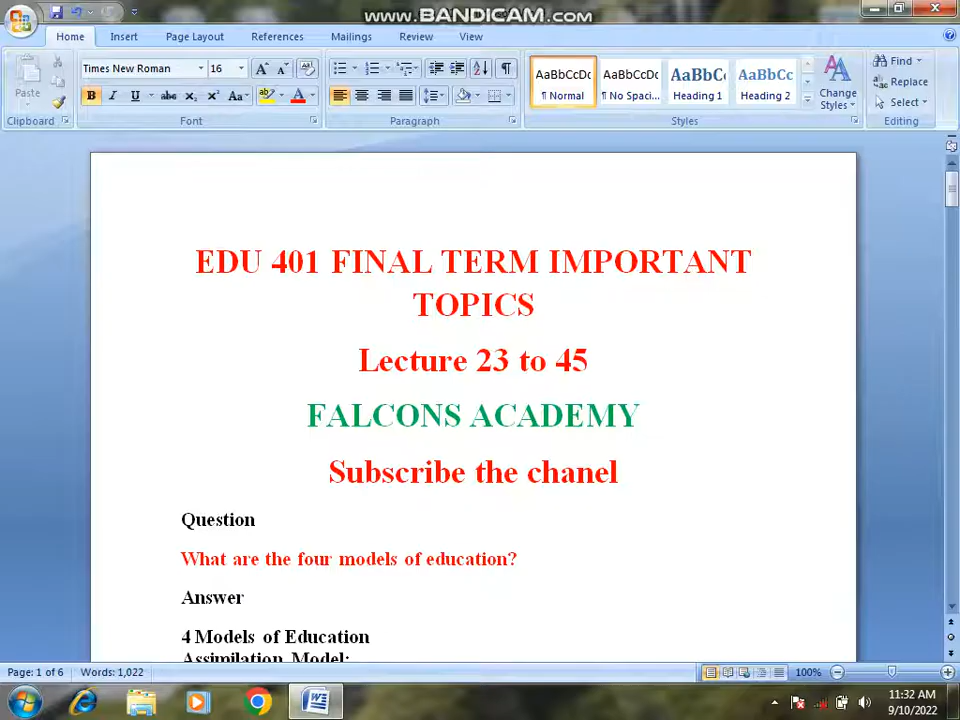 www.BANDICAM.com
Home Insert Page Layout References Mailings Review View
Times New Roman 16
Paste
AaBbCcDc AaBbCcDc AaBbC AaBbCc
¶ Normal ¶ No Spaci... Heading 1 Heading 2
Change Styles
Find
Replace
Select
Clipboard Font Paragraph Styles Editing
EDU 401 FINAL TERM IMPORTANT
TOPICS
Lecture 23 to 45
FALCONS ACADEMY
Subscribe the chanel
Question
What are the four models of education?
Answer
4 Models of Education
Assimilation Model:
Page: 1 of 6 Words: 1,022 100%
11:32 AM
9/10/2022